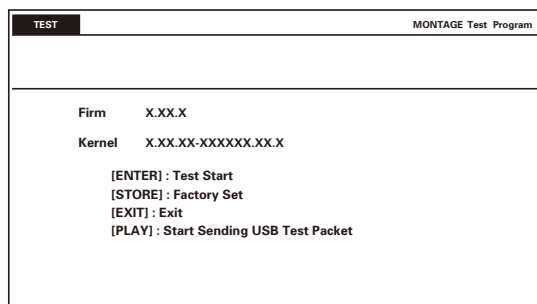 TEST
MONTAGE Test Program
Firm X.XX.X
Kernel X.XX.XX-XXXXXX.XX.X
[ENTER] : Test Start
[STORE] : Factory Set
[EXIT] : Exit
[PLAY] : Start Sending USB Test Packet